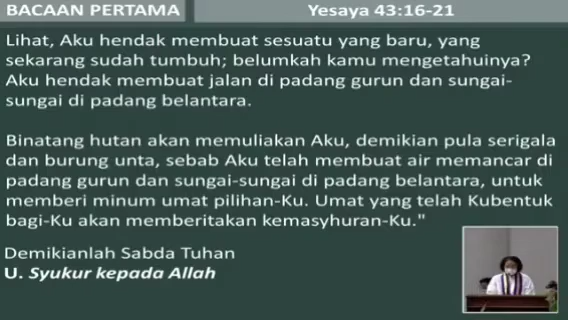 BACAAN PERTAMA Yesaya 43:16-21
Lihat, Aku hendak membuat sesuatu yang baru, yang
sekarang sudah tumbuh; belumkah kamu mengetahuinya?
Aku hendak membuat jalan di padang gurun dan sungai-
sungai di padang belantara.
Binatang hutan akan memuliakan Aku, demikian pula serigala
dan burung unta, sebab Aku telah membuat air memancar di
padang gurun dan sungai-sungai di padang belantara, untuk
memberi minum umat pilihan-Ku. Umat yang telah Kubentuk
bagi-Ku akan memberitakan kemasyhuran-Ku."
Demikianlah Sabda Tuhan
U. Syukur kepada Allah